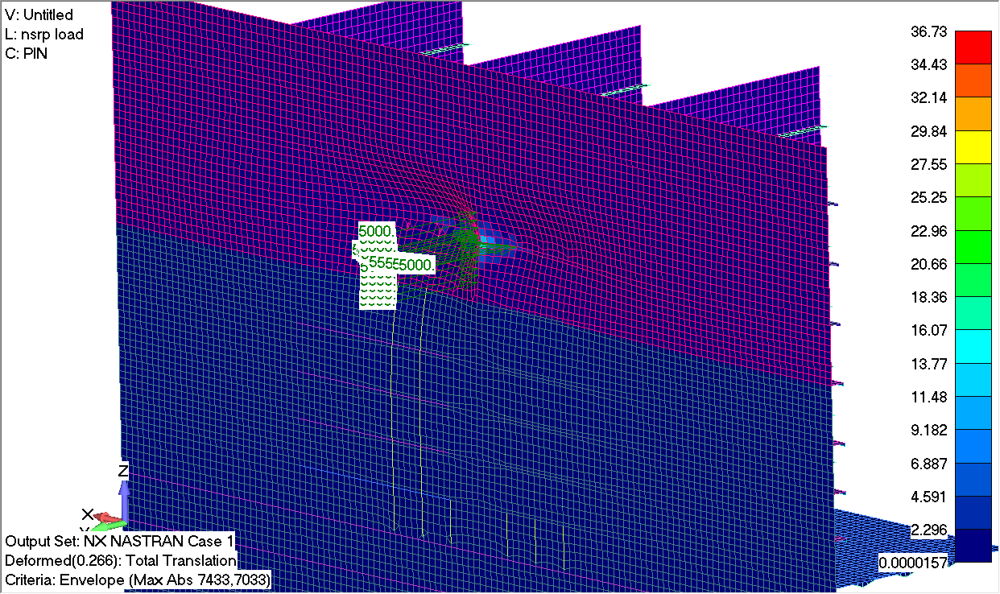 V: Untitled
L: nsrp load
C: PIN
36.73
34.43
32.14
29.84
27.55
25.25
22.96
20.66
18.36
16.07
13.77
11.48
9.182
6.887
4.591
2.296
0.0000157
5000.
55555000.
Z
X
Output Set: NX NASTRAN Case 1
Deformed(0.266): Total Translation
Criteria: Envelope (Max Abs 7433,7033)